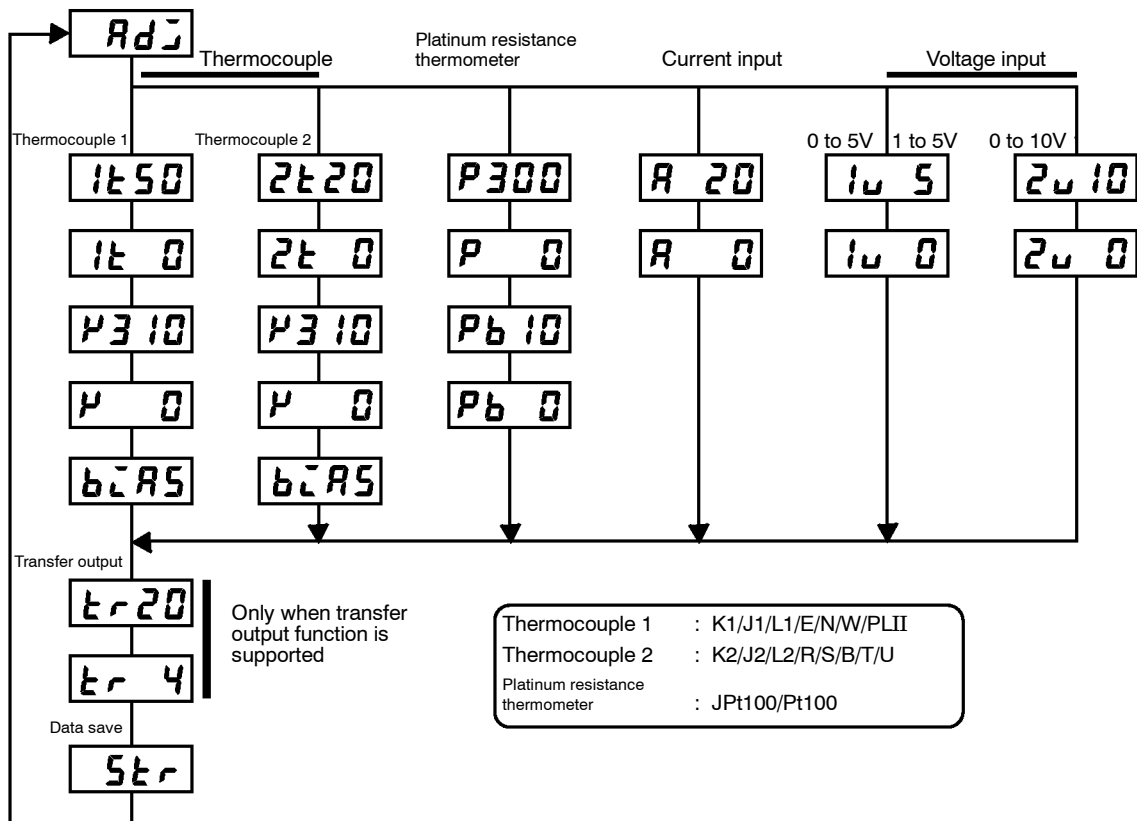 Adj
Thermocouple
Platinum resistance
thermometer
Current input
Voltage input
Thermocouple 1
Thermocouple 2
0 to 5V
1 to 5V
0 to 10V
1t50
2t20
P300
A 20
1u 5
2u10
1t 0
2t 0
P 0
A 0
1u 0
2u 0
Y310
Y310
Pb10
Y 0
Y 0
Pb 0
biAS
biAS
Transfer output
tr20
tr 4
Only when transfer
output function is
supported
Data save
Str
Thermocouple 1 : K1/J1/L1/E/N/W/PLII
Thermocouple 2 : K2/J2/L2/R/S/B/T/U
Platinum resistance
thermometer : JPt100/Pt100